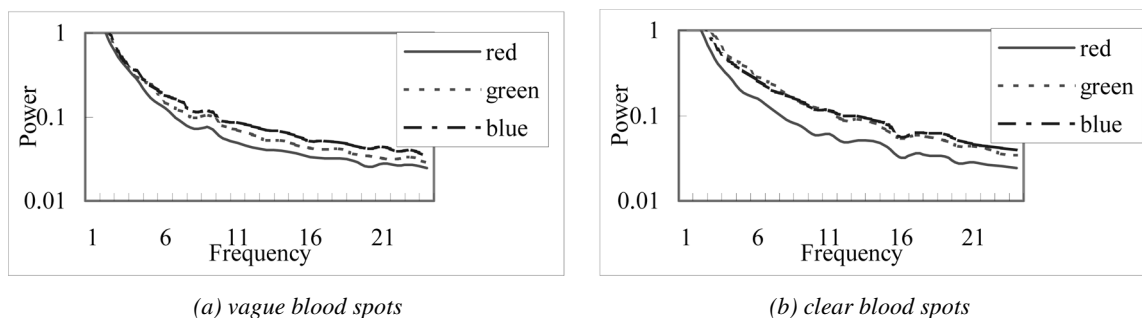 1
0.1
0.01
Power
1 6 11 16 21
Frequency
red
green
blue
(a) vague blood spots
1
0.1
0.01
Power
1 6 11 16 21
Frequency
red
green
blue
(b) clear blood spots